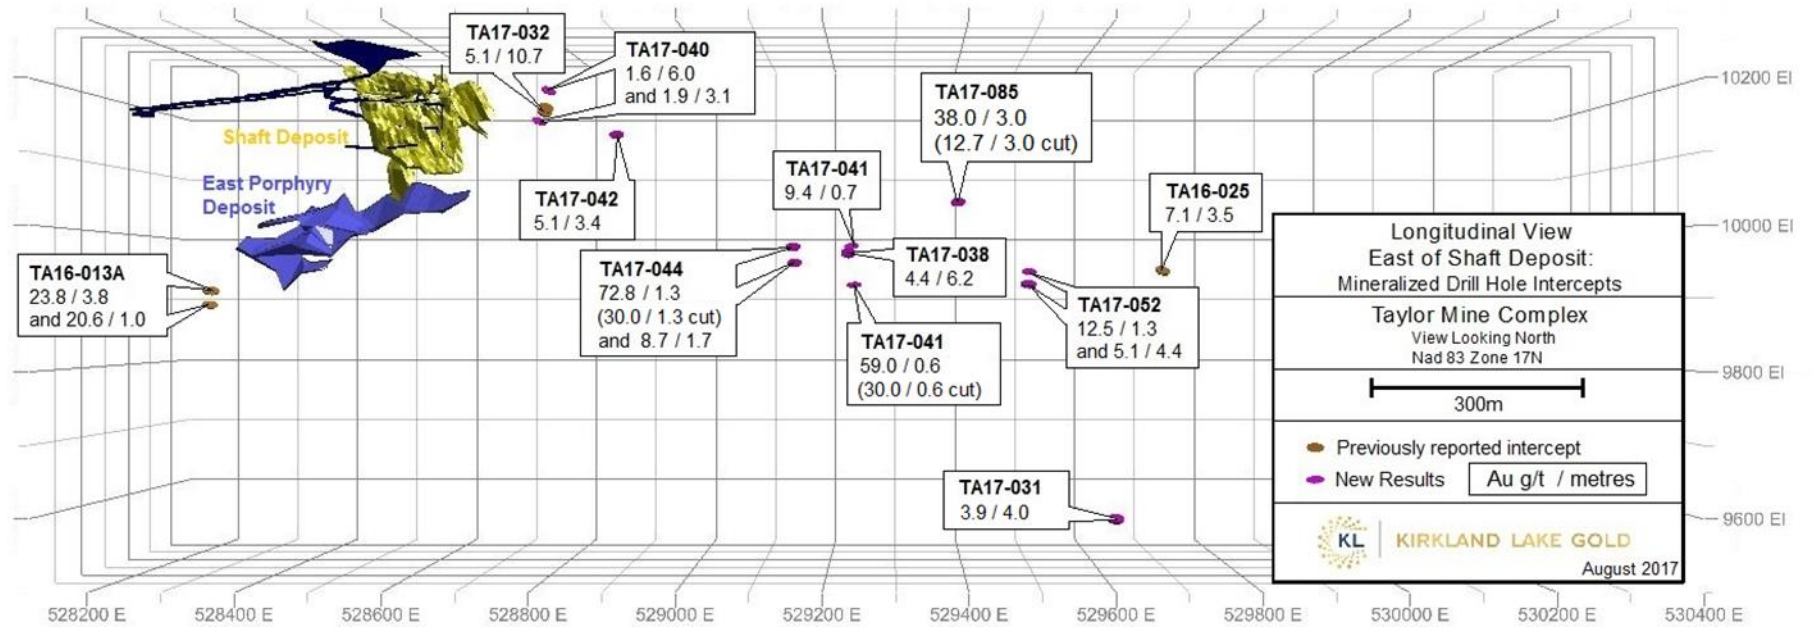 TA17-032
5.1 / 10.7
TA17-040
1.6 / 6.0
and 1.9 / 3.1
TA17-085
38.0 / 3.0
(12.7 / 3.0 cut)
10200 El
Shaft Deposit
East Porphyry
Deposit
TA17-042
5.1 / 3.4
TA17-041
9.4 / 0.7
TA16-025
7.1 / 3.5
10000 El
TA16-013A
23.8 / 3.8
and 20.6 / 1.0
TA17-044
72.8 / 1.3
(30.0 / 1.3 cut)
and 8.7 / 1.7
TA17-038
4.4 / 6.2
TA17-041
59.0 / 0.6
(30.0 / 0.6 cut)
TA17-052
12.5 / 1.3
and 5.1 / 4.4
9800 El
TA17-031
3.9 / 4.0
9600 El
Longitudinal View
East of Shaft Deposit:
Mineralized Drill Hole Intercepts
Taylor Mine Complex
View Looking North
Nad 83 Zone 17N
300m
Previously reported intercept
New Results Au g/t / metres
KL KIRKLAND LAKE GOLD
August 2017
528200 E 528400 E 528600 E 528800 E 529000 E 529200 E 529400 E 529600 E 529800 E 530000 E 530200 E 530400 E